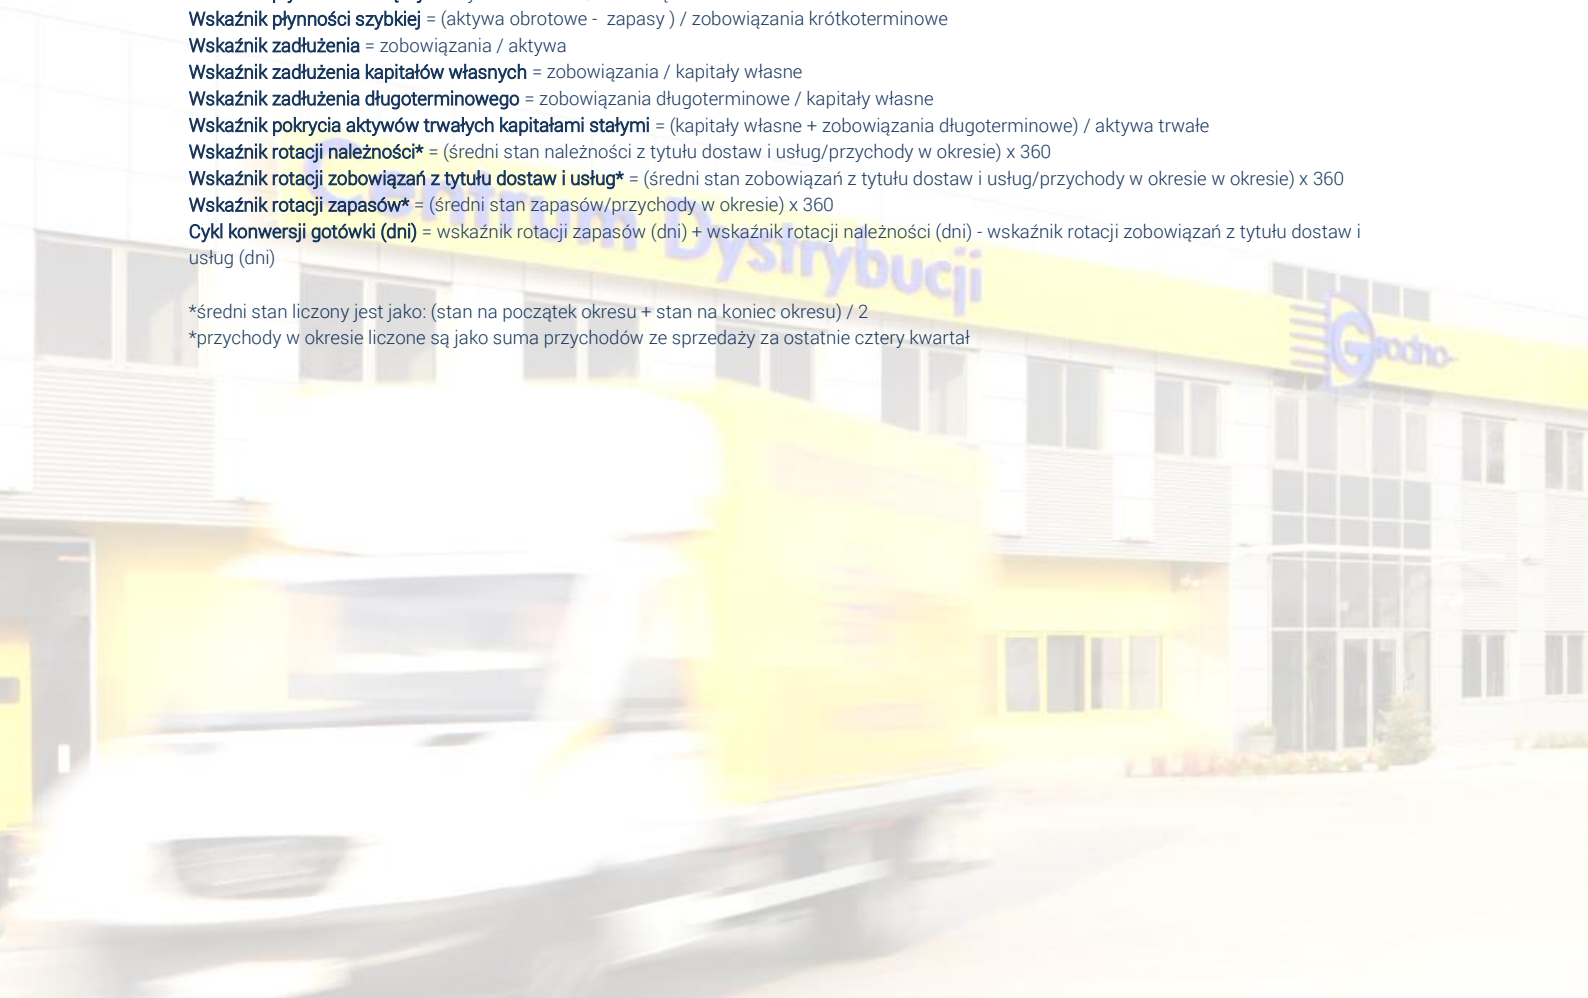 Wskaźnik płynności szybkiej = (aktywa obrotowe - zapasy ) / zobowiązania krótkoterminowe
Wskaźnik zadłużenia = zobowiązania / aktywa
Wskaźnik zadłużenia kapitałów własnych = zobowiązania / kapitały własne
Wskaźnik zadłużenia długoterminowego = zobowiązania długoterminowe / kapitały własne
Wskaźnik pokrycia aktywów trwałych kapitałami stałymi = (kapitały własne + zobowiązania długoterminowe) / aktywa trwałe
Wskaźnik rotacji należności* = (średni stan należności z tytułu dostaw i usług/przychody w okresie) x 360
Wskaźnik rotacji zobowiązań z tytułu dostaw i usług* = (średni stan zobowiązań z tytułu dostaw i usług/przychody w okresie w okresie) x 360
Wskaźnik rotacji zapasów* = (średni stan zapasów/przychody w okresie) x 360
Cykl konwersji gotówki (dni) = wskaźnik rotacji zapasów (dni) + wskaźnik rotacji należności (dni) - wskaźnik rotacji zobowiązań z tytułu dostaw i
usług (dni)
*średni stan liczony jest jako: (stan na początek okresu + stan na koniec okresu) / 2
*przychody w okresie liczone są jako suma przychodów ze sprzedaży za ostatnie cztery kwartał
Centrum Dystrybucji
Grodno